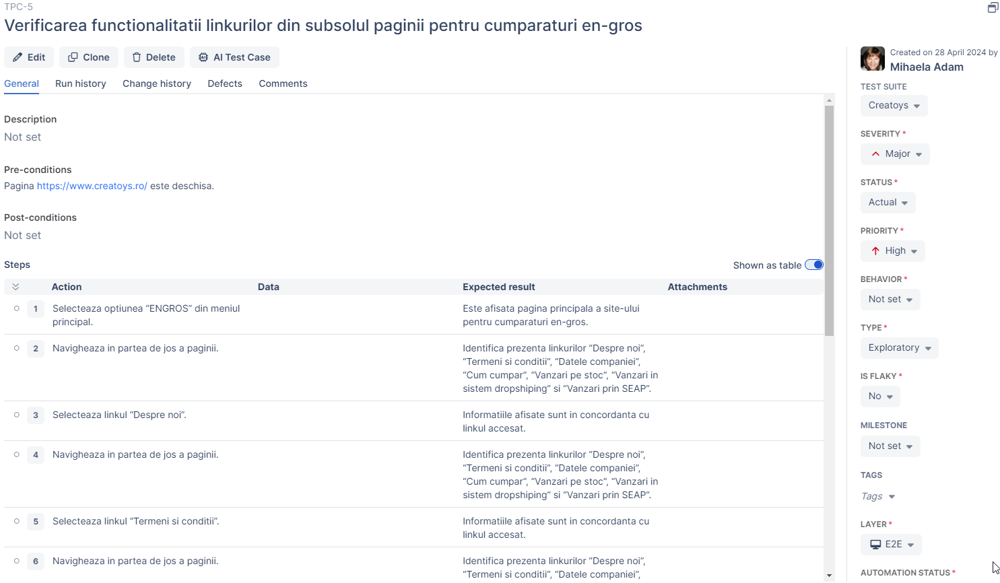 TPC-5
Verificarea functionalitatii linkurilor din subsolul paginii pentru cumparaturi en-gros
Edit
Clone
Delete
AI Test Case
General
Run history
Change history
Defects
Comments
Description
Not set
Pre-conditions
Pagina https://www.creatoys.ro/ este deschisa.
Post-conditions
Not set
Steps
Shown as table
Action
Data
Expected result
Attachments
1
Selecteaza optiunea “ENGROS” din meniul
principal.
Este afisata pagina principala a site-ului
pentru cumparaturi en-gros.
2
Navigheaza in partea de jos a paginii.
Identifica prezenta linkurilor “Despre noi”,
“Termeni si conditii”, “Datele companiei”,
“Cum cumpar“, “Vanzari pe stoc“, “Vanzari in
sistem dropshiping“ si “Vanzari prin SEAP“.
3
Selecteaza linkul “Despre noi”.
Informatiile afisate sunt in concordanta cu
linkul accesat.
4
Navigheaza in partea de jos a paginii.
Identifica prezenta linkurilor “Despre noi”,
“Termeni si conditii”, “Datele companiei”,
“Cum cumpar“, “Vanzari pe stoc“, “Vanzari in
sistem dropshiping“ si “Vanzari prin SEAP“.
5
Selecteaza linkul “Termeni si conditii”.
Informatiile afisate sunt in concordanta cu
linkul accesat.
6
Navigheaza in partea de jos a paginii.
Identifica prezenta linkurilor “Despre noi”,
“Termeni si conditii”, “Datele companiei”,
Created on 28 April 2024 by
Mihaela Adam
TEST SUITE
Creatoys
SEVERITY *
Major
STATUS *
Actual
PRIORITY *
High
BEHAVIOR *
Not set
TYPE *
Exploratory
IS FLAKY *
No
MILESTONE
Not set
TAGS
Tags
LAYER *
E2E
AUTOMATION STATUS *